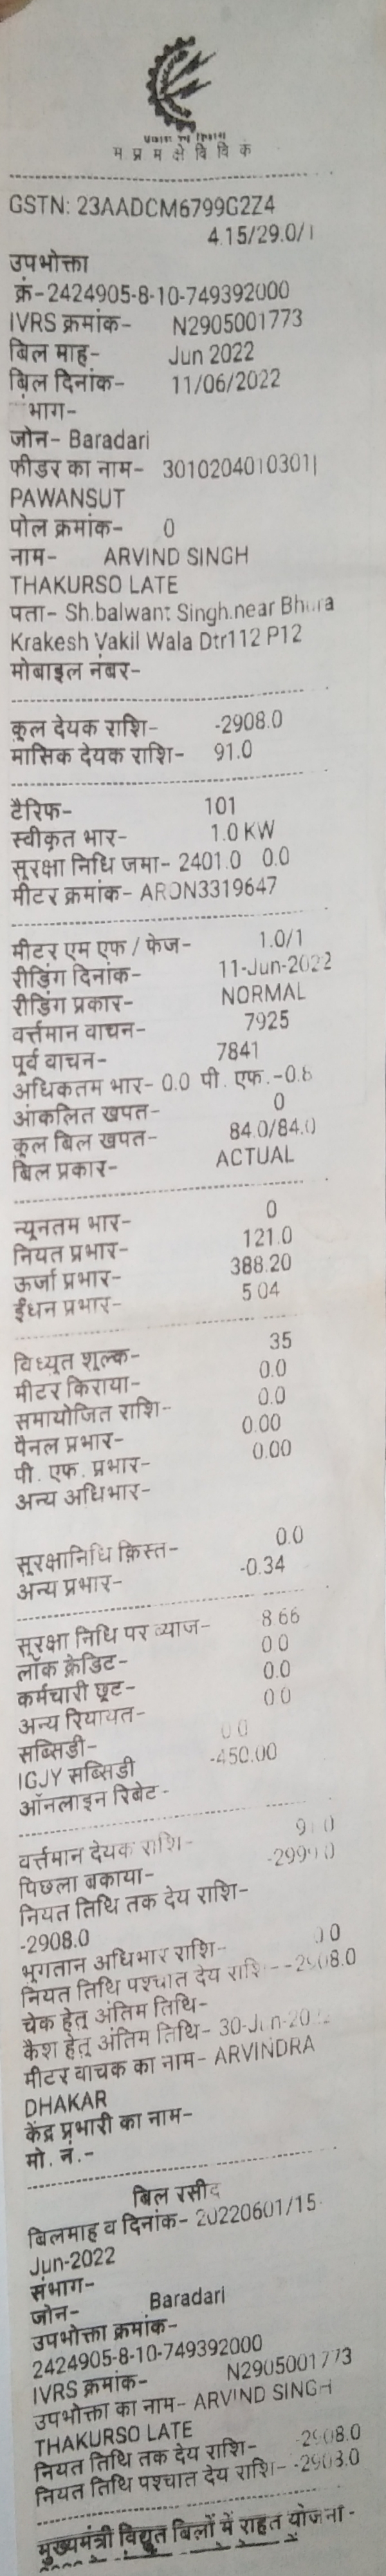 म प्र म क्षे वि वि कं
GSTN: 23AADCM6799G2Z4
4.15/29.0/1
उपभोक्ता
क्रं-2424905-8-10-749392000
IVRS क्रमांक- N2905001773
बिल माह- Jun 2022
बिल दिनांक- 11/06/2022
भाग-
जोन- Baradari
फीडर का नाम- 3010204010301|
PAWANSUT
पोल क्रमांक- 0
नाम- ARVIND SINGH
THAKURSO LATE
पता- Sh.balwant Singh.near Bhura
Krakesh Vakil Wala Dtr112 P12
मोबाइल नंबर-
कुल देयक राशि- -2908.0
मासिक देयक राशि- 91.0
टैरिफ- 101
स्वीकृत भार- 1.0 KW
सुरक्षा निधि जमा- 2401.0 0.0
मीटर क्रमांक- ARON3319647
मीटर एम एफ / फेज- 1.0/1
रीडिंग दिनांक- 11-Jun-2022
रीडिंग प्रकार- NORMAL
वर्त्तमान वाचन- 7925
पूर्व वाचन- 7841
अधिकतम भार- 0.0 पी. एफ.-0.8
आंकलित खपत- 0
कुल बिल खपत- 84.0/84.0
बिल प्रकार- ACTUAL
न्यूनतम भार- 0
नियत प्रभार- 121.0
ऊर्जा प्रभार- 388.20
ईंधन प्रभार- 5.04
विध्युत शुल्क- 35
मीटर किराया- 0.0
समायोजित राशि- 0.0
पैनल प्रभार- 0.00
पी. एफ. प्रभार- 0.00
अन्य अधिभार-
सुरक्षानिधि क़िस्त- 0.0
अन्य प्रभार- -0.34
सुरक्षा निधि पर व्याज- 8.66
लॉक क्रेडिट- 0.0
कर्मचारी छूट- 0.0
अन्य रियायत- 0.0
सब्सिडी- 0.0
IGJY सब्सिडी -450.00
ऑनलाइन रिबेट -
वर्त्तमान देयक राशि- 91.0
पिछला बकाया- -2999.0
नियत तिथि तक देय राशि-
-2908.0
भुगतान अधिभार राशि- 0.0
नियत तिथि पश्चात देय राशि- -2908.0
चेक हेतु अंतिम तिथि-
कैश हेतु अंतिम तिथि- 30-Jun-2022
मीटर वाचक का नाम- ARVINDRA
DHAKAR
केंद्र प्रभारी का नाम-
मो. नं.-
बिल रसीद
बिलमाह व दिनांक- 20220601/15-
Jun-2022
संभाग-
जोन- Baradari
उपभोक्ता क्रमांक-
2424905-8-10-749392000
IVRS क्रमांक- N2905001773
उपभोक्ता का नाम- ARVIND SINGH
THAKURSO LATE
नियत तिथि तक देय राशि- -2908.0
नियत तिथि पश्चात देय राशि- -2908.0
मुख्यमंत्री विद्युत बिलों में राहत योजना -